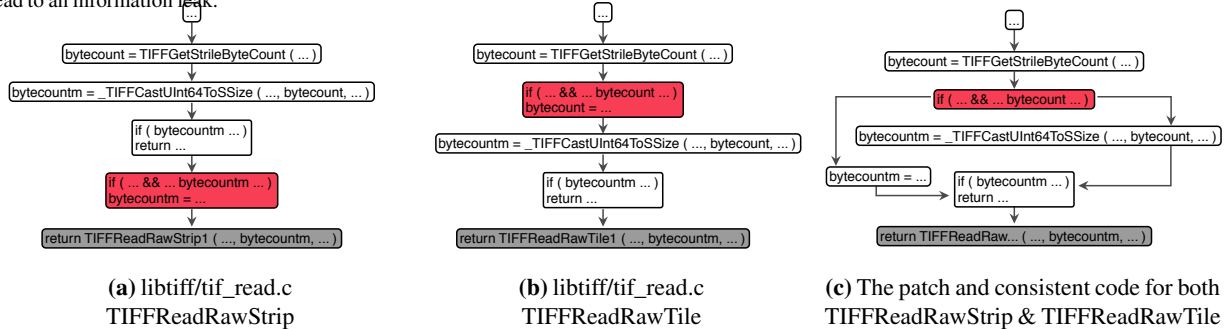 ead to an information leak.
...
bytecount = TIFFGetStrileByteCount ( ... )
bytecountm = _TIFFCastUInt64ToSSize ( ..., bytecount, ... )
if ( bytecountm ... )
return ...
if ( ... && ... bytecountm ... )
bytecountm = ...
return TIFFReadRawStrip1 ( ..., bytecountm, ... )
(a) libtiff/tif_read.c
TIFFReadRawStrip
...
bytecount = TIFFGetStrileByteCount ( ... )
if ( ... && ... bytecount ... )
bytecount = ...
bytecountm = _TIFFCastUInt64ToSSize ( ..., bytecount, ... )
if ( bytecountm ... )
return ...
return TIFFReadRawTile1 ( ..., bytecountm, ... )
(b) libtiff/tif_read.c
TIFFReadRawTile
...
bytecount = TIFFGetStrileByteCount ( ... )
if ( ... && ... bytecount ... )
bytecountm = _TIFFCastUInt64ToSSize ( ..., bytecount, ... )
bytecountm = ...
if ( bytecountm ... )
return ...
return TIFFReadRaw... ( ..., bytecountm, ... )
(c) The patch and consistent code for both
TIFFReadRawStrip & TIFFReadRawTile